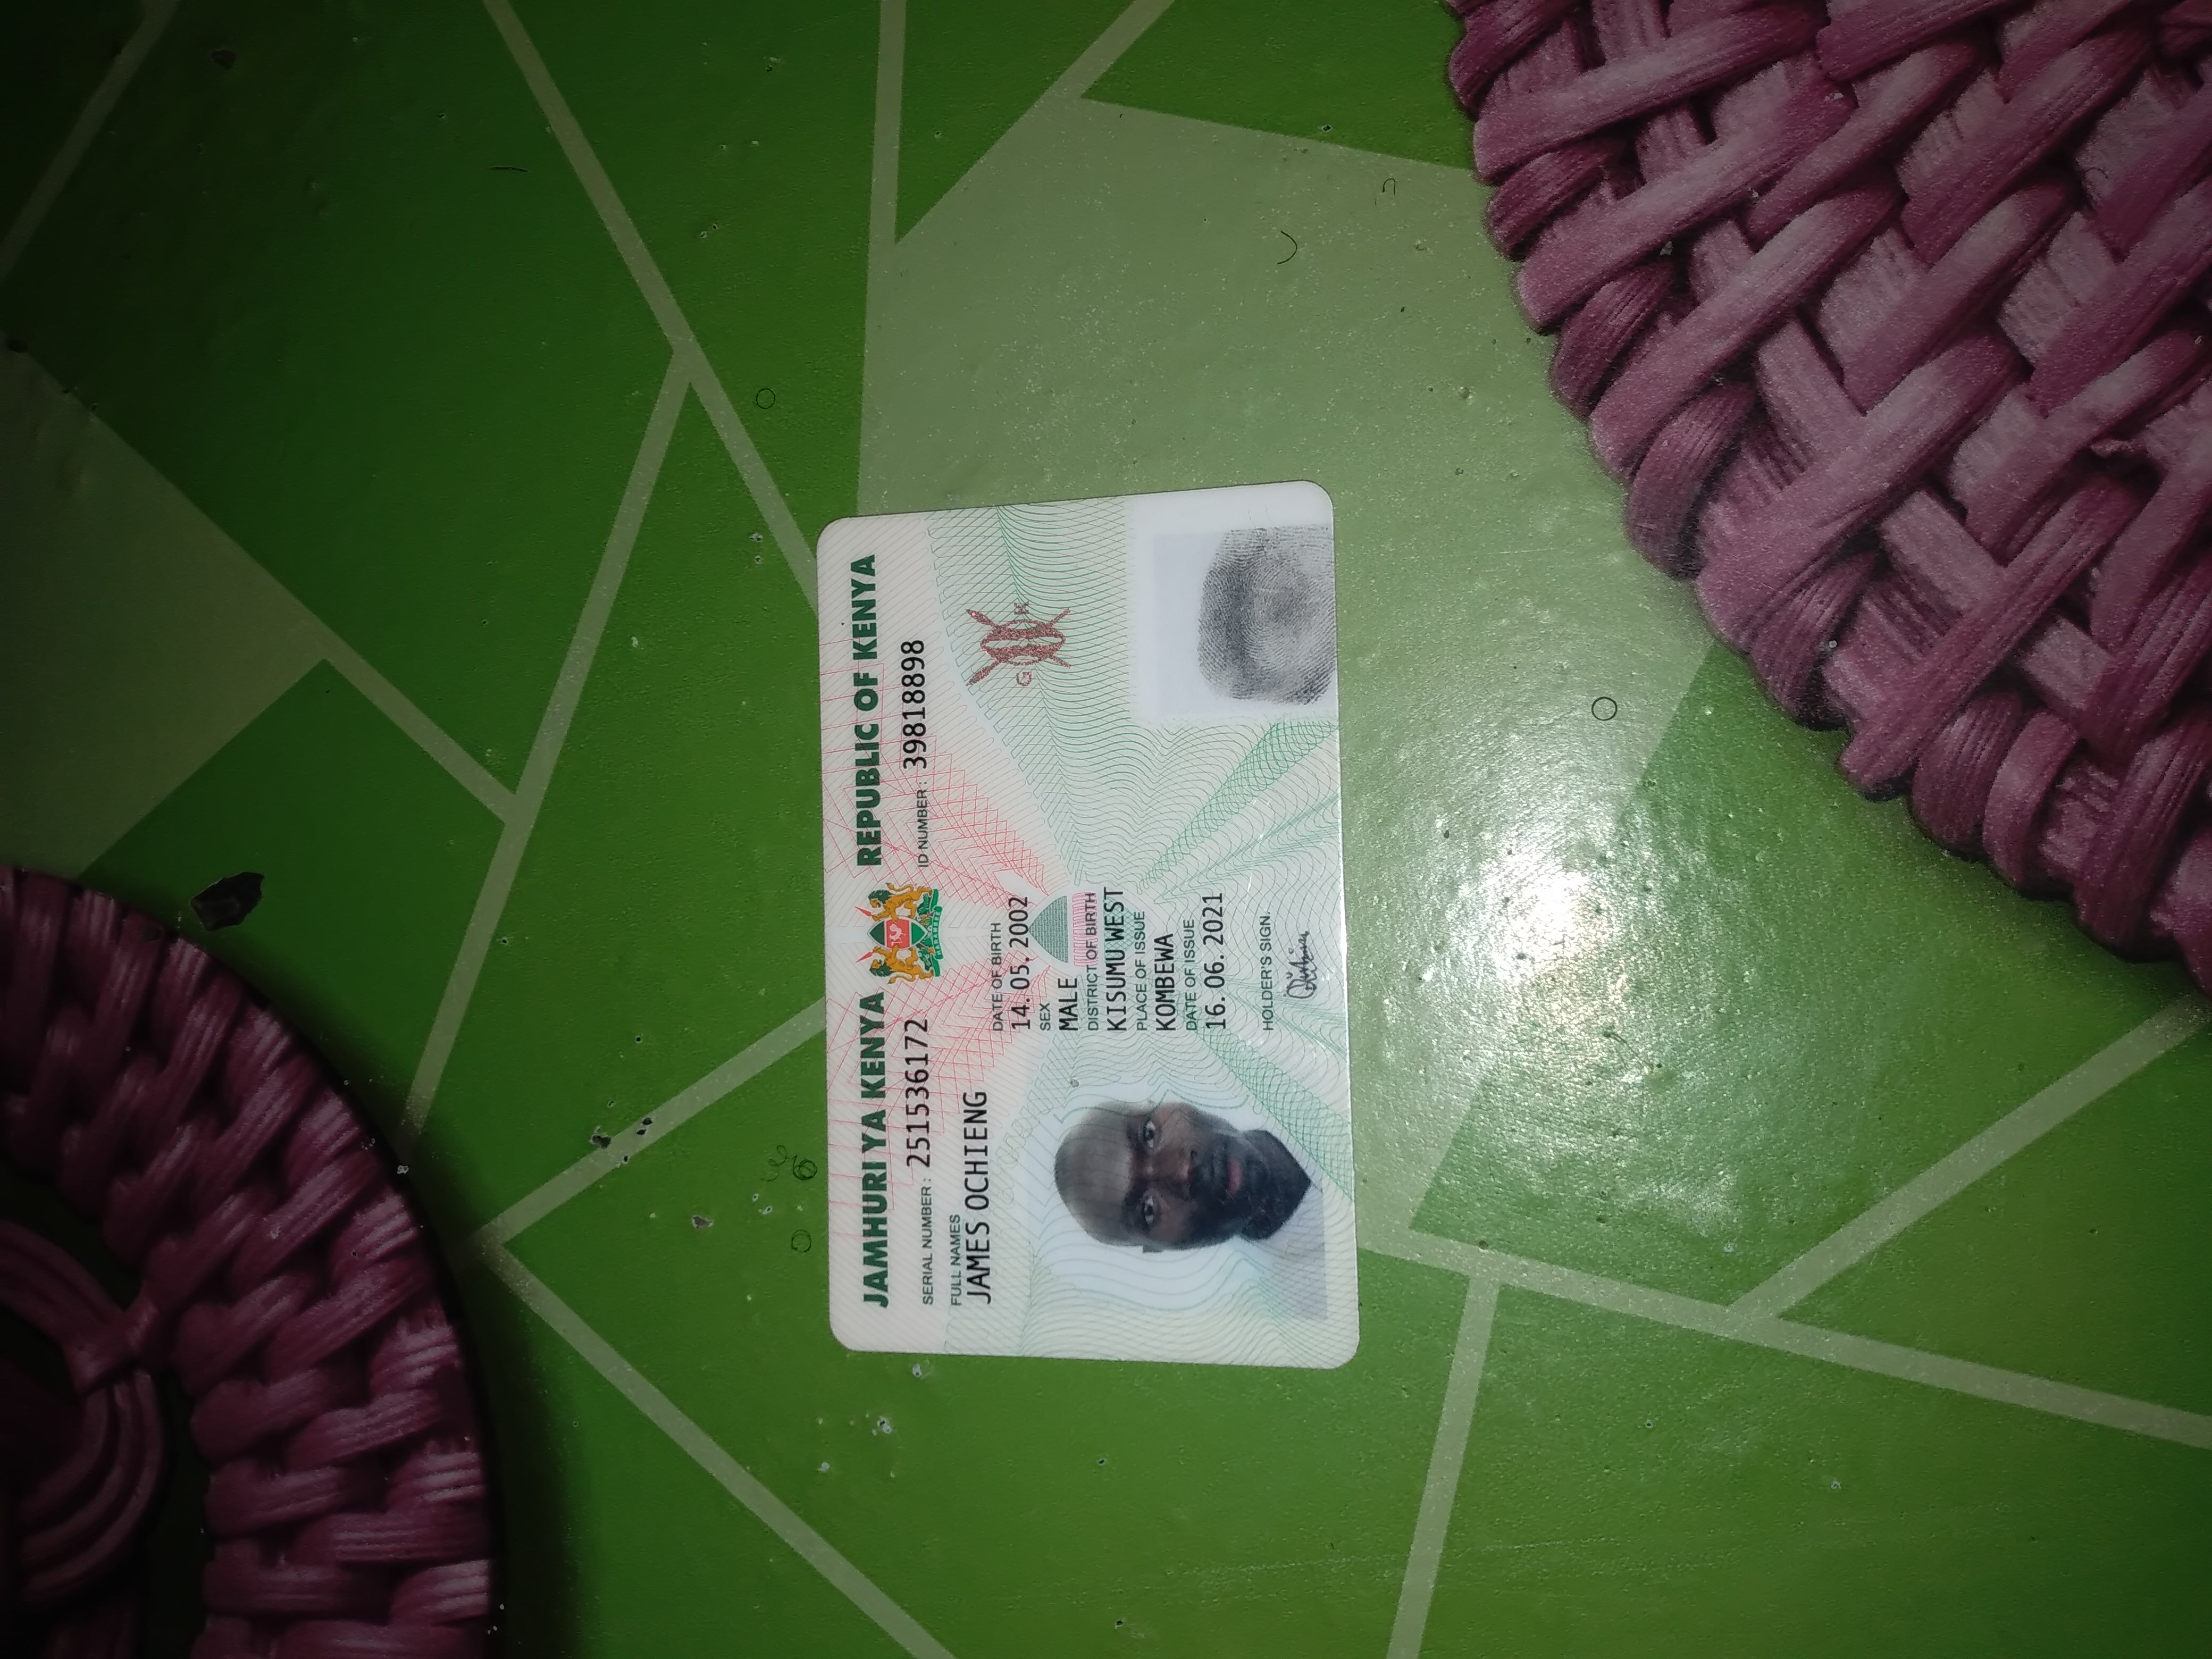 JAMHURI YA KENYA REPUBLIC OF KENYA
SERIAL NUMBER : 251536172 ID NUMBER : 39818898
FULL NAMES
JAMES OCHIENG
DATE OF BIRTH
14. 05. 2002
SEX
MALE
DISTRICT OF BIRTH
KISUMU WEST
PLACE OF ISSUE
KOMBEWA
DATE OF ISSUE
16. 06. 2021
HOLDER'S SIGN.
G K